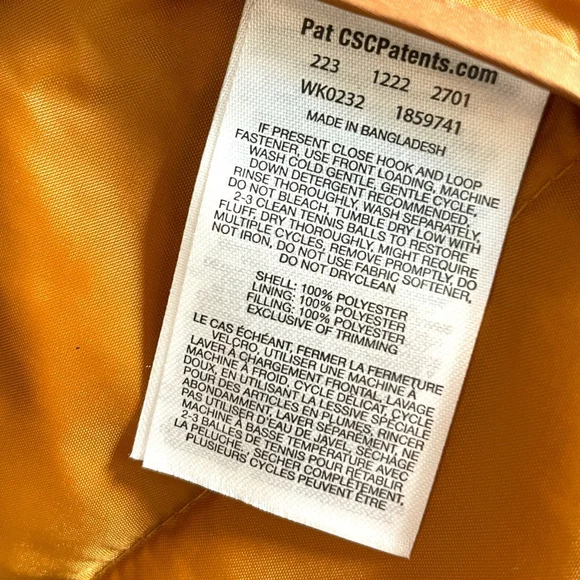 Pat CSCPatents.com
223 1222 2701
WK0232 1859741
MADE IN BANGLADESH
IF PRESENT CLOSE HOOK AND LOOP
FASTENER, USE FRONT LOADING, MACHINE
WASH COLD GENTLE, GENTLE CYCLE,
DOWN DETERGENT RECOMMENDED,
RINSE THOROUGHLY, WASH SEPARATELY,
DO NOT BLEACH, TUMBLE DRY LOW WITH
2-3 CLEAN TENNIS BALLS TO RESTORE
FLUFF, DRY THOROUGHLY, MIGHT REQUIRE
MULTIPLE CYCLES, REMOVE PROMPTLY, DO
NOT IRON, DO NOT USE FABRIC SOFTENER,
DO NOT DRYCLEAN
SHELL: 100% POLYESTER
LINING: 100% POLYESTER
FILLING: 100% POLYESTER
EXCLUSIVE OF TRIMMING
LE CAS ÉCHÉANT, FERMER LA FERMETURE
VELCRO, UTILISER UNE MACHINE À
LAVER À CHARGEMENT FRONTAL, LAVAGE
MACHINE À FROID, CYCLE DÉLICAT, CYCLE
DOUX, EN UTILISANT LA LESSIVE SPÉCIALE
POUR DES ARTICLES EN PLUMES, RINCER
ABONDAMMENT, LAVER SÉPAREMENT, NE
PAS UTILISER D'EAU DE JAVEL, SÉCHAGE
MACHINE À BASSE TEMPÉRATURE AVEC
2-3 BALLES DE TENNIS POUR RÉTABLIR
LA PELUCHE , SÉCHER COMPLÈTEMENT,
PLUSIEURS CYCLES PEUVENT ÊTRE